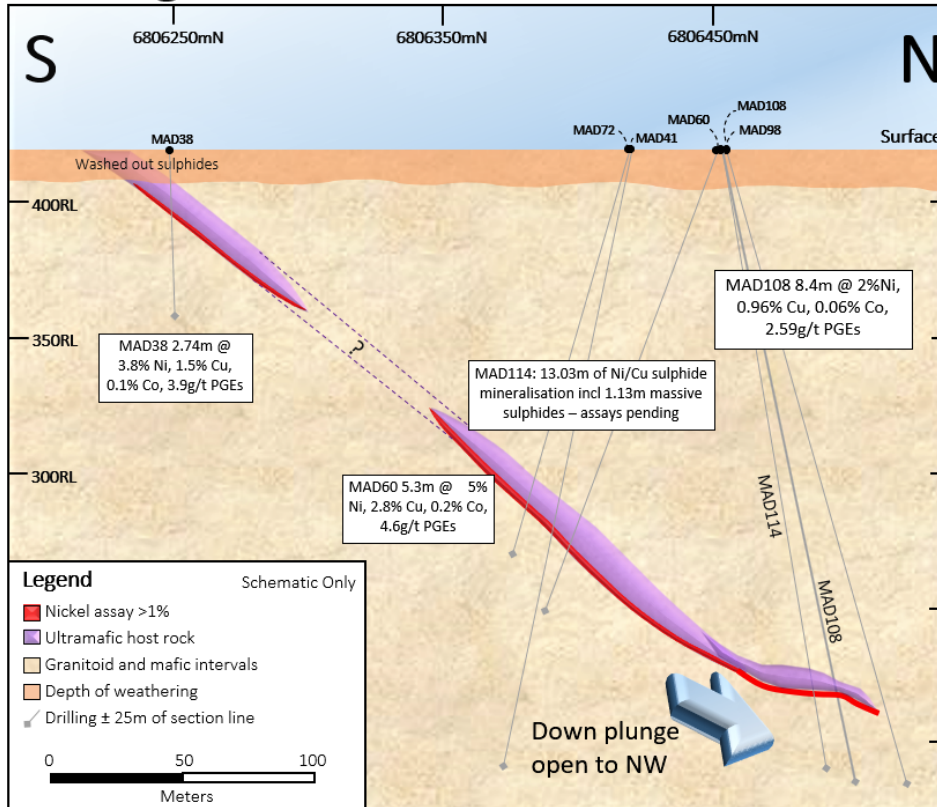 6806250mN
6806350mN
6806450mN
S
N
MAD38
MAD72
MAD41
MAD60
MAD108
MAD98
Surface
Washed out sulphides
400RL
350RL
300RL
MAD38 2.74m @
3.8% Ni, 1.5% Cu,
0.1% Co, 3.9g/t PGEs
?
MAD108 8.4m @ 2%Ni,
0.96% Cu, 0.06% Co,
2.59g/t PGEs
MAD114: 13.03m of Ni/Cu sulphide
mineralisation incl 1.13m massive
sulphides – assays pending
MAD60 5.3m @ 5%
Ni, 2.8% Cu, 0.2% Co,
4.6g/t PGEs
MAD114
MAD108
Down plunge
open to NW
Legend
Schematic Only
Nickel assay >1%
Ultramafic host rock
Granitoid and mafic intervals
Depth of weathering
Drilling ± 25m of section line
0 50 100
Meters